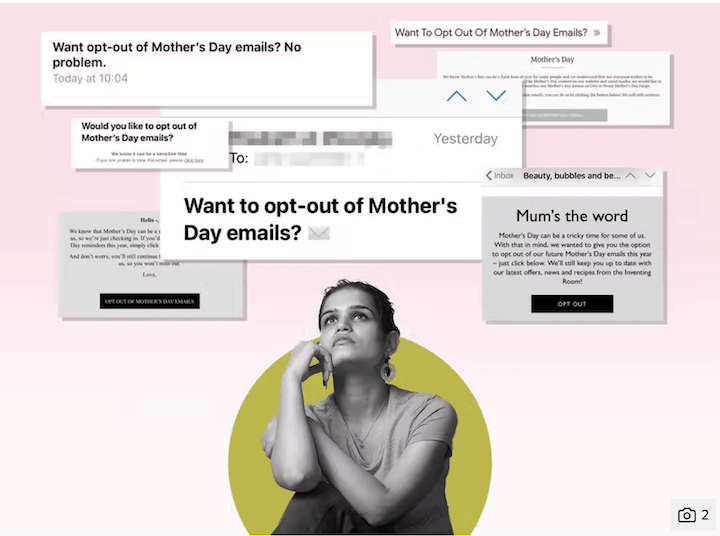 Want opt-out of Mother's Day emails? No
problem.
Today at 10:04
Want To Opt Out Of Mother's Day Emails?
Mother's Day
Would you like to opt out of
Mother's Day emails?
We know it can be a sensitive time
If you are unable to view this email, please click here
Yesterday
To:
Want to opt-out of Mother's
Day emails?
Inbox Beauty, bubbles and be...
Mum's the word
Mother's Day can be a tricky time for some of us.
With that in mind, we wanted to give you the option
to opt out of our future Mother's Day emails this year
– just click below. We'll still keep you up to date with
our latest offers, news and recipes from the Inventing
Room!
OPT OUT
Hello -,
We know that Mother's Day can be a
us, so we're just checking in. If you'd
Day reminders this year, simply click
And don't worry, you'll still continue
us, so you won't miss out.
Love,
OPT OUT OF MOTHER'S DAY EMAILS
2